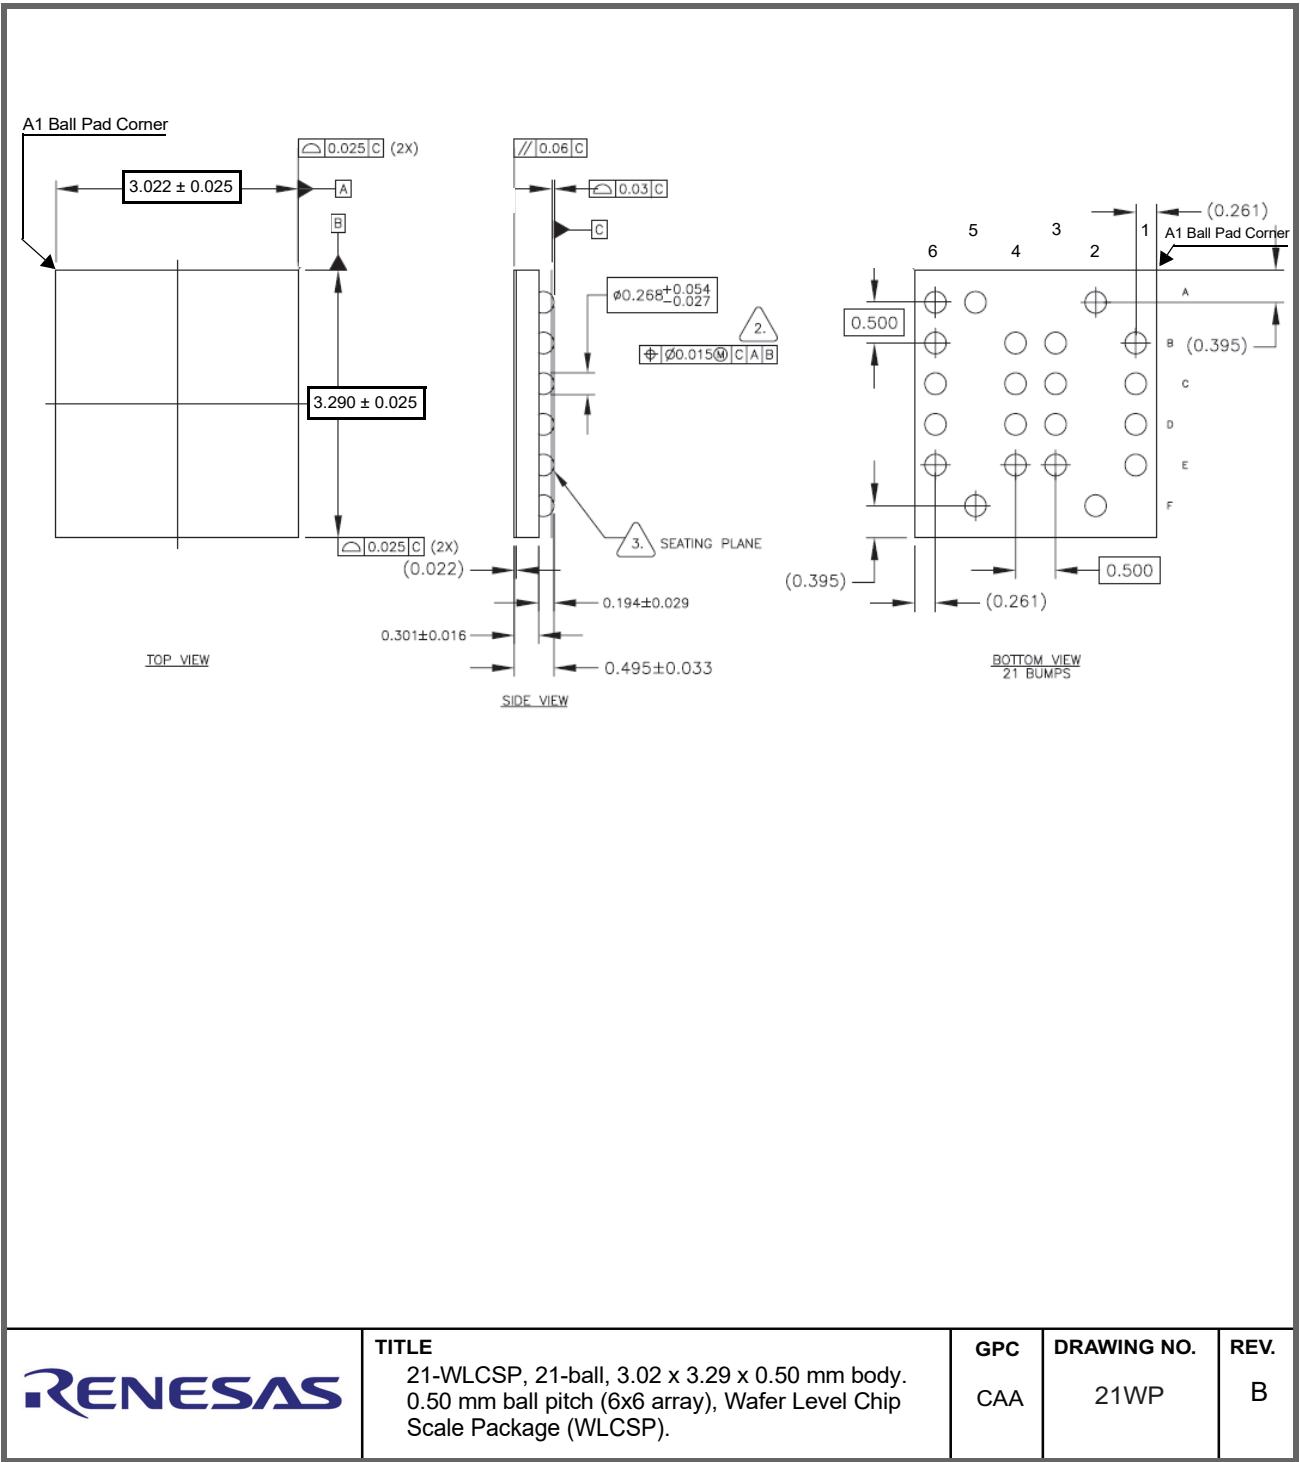 A1 Ball Pad Corner
⌓ 0.025 C (2X)
3.022 ± 0.025
A
B
3.290 ± 0.025
⌓ 0.025 C (2X)
TOP VIEW
// 0.06 C
⌓ 0.03 C
C
ø0.268 +0.054 −0.027
2.
⌖ ø0.015Ⓜ C A B
3. SEATING PLANE
(0.022)
0.194±0.029
0.301±0.016
0.495±0.033
SIDE VIEW
(0.261)
6 5 4 3 2 1
A1 Ball Pad Corner
A
B
C
D
E
F
0.500
(0.395)
(0.395)
0.500
(0.261)
BOTTOM VIEW
21 BUMPS
RENESAS
TITLE
21-WLCSP, 21-ball, 3.02 x 3.29 x 0.50 mm body.
0.50 mm ball pitch (6x6 array), Wafer Level Chip
Scale Package (WLCSP).
GPC
CAA
DRAWING NO.
21WP
REV.
B